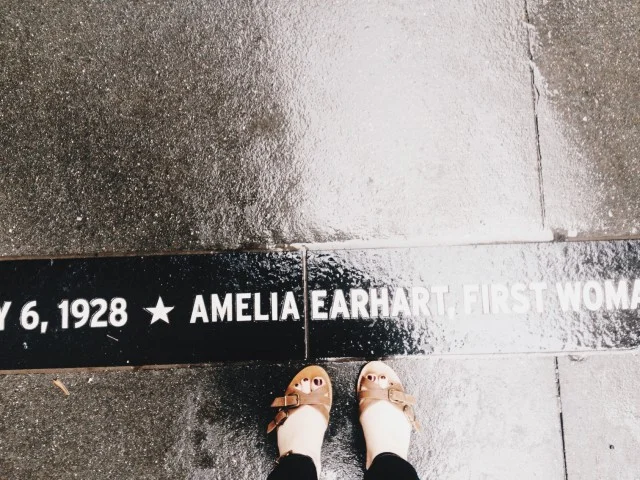 Y 6, 1928 ★ AMELIA EARHART, FIRST WOMA